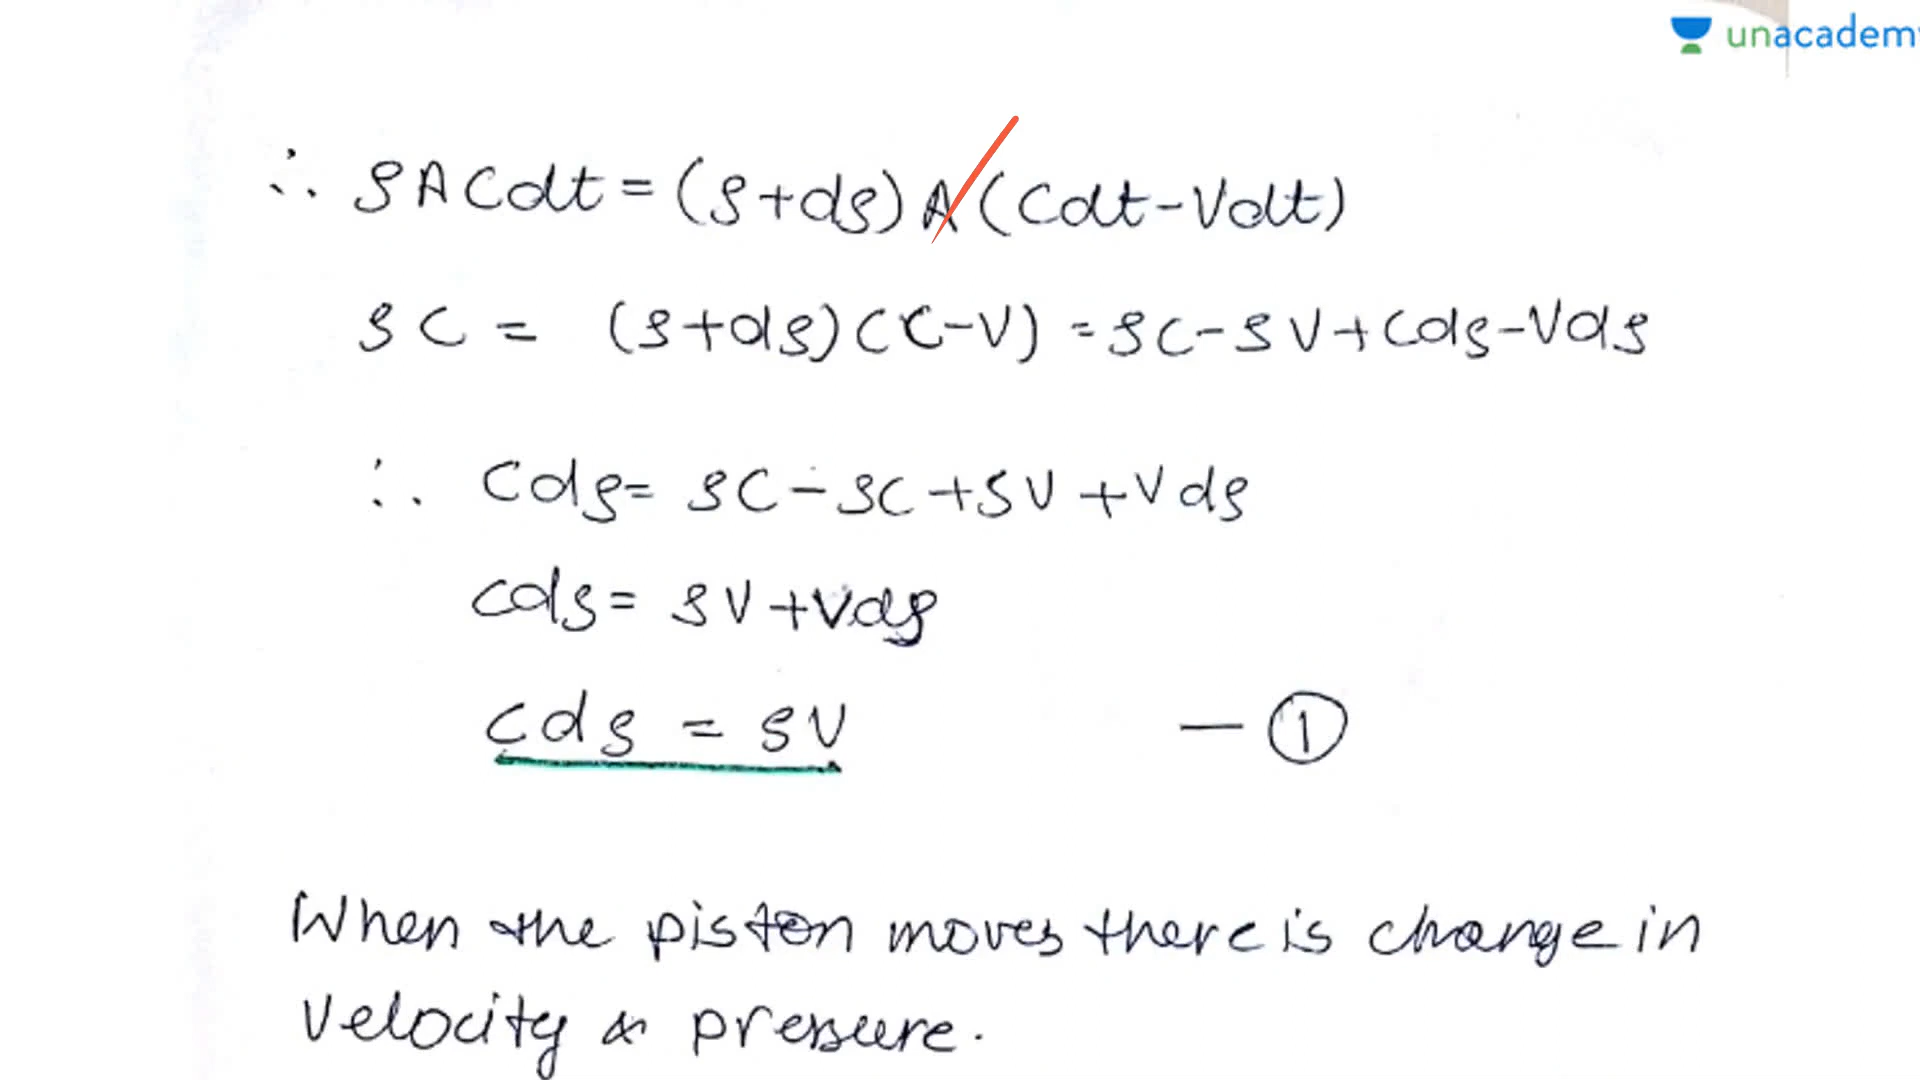 unacademy
∴ ρACdt = (ρ+dρ)A(Cdt-Vdt)
ρC = (ρ+dρ)(C-V) = ρC-ρV+Cdρ-Vdρ
∴ Cdρ = ρC-ρC+ρV+Vdρ
Cdρ = ρV+Vdρ
Cdρ = ρV — ①
When the piston moves there is change in
velocity & pressure.